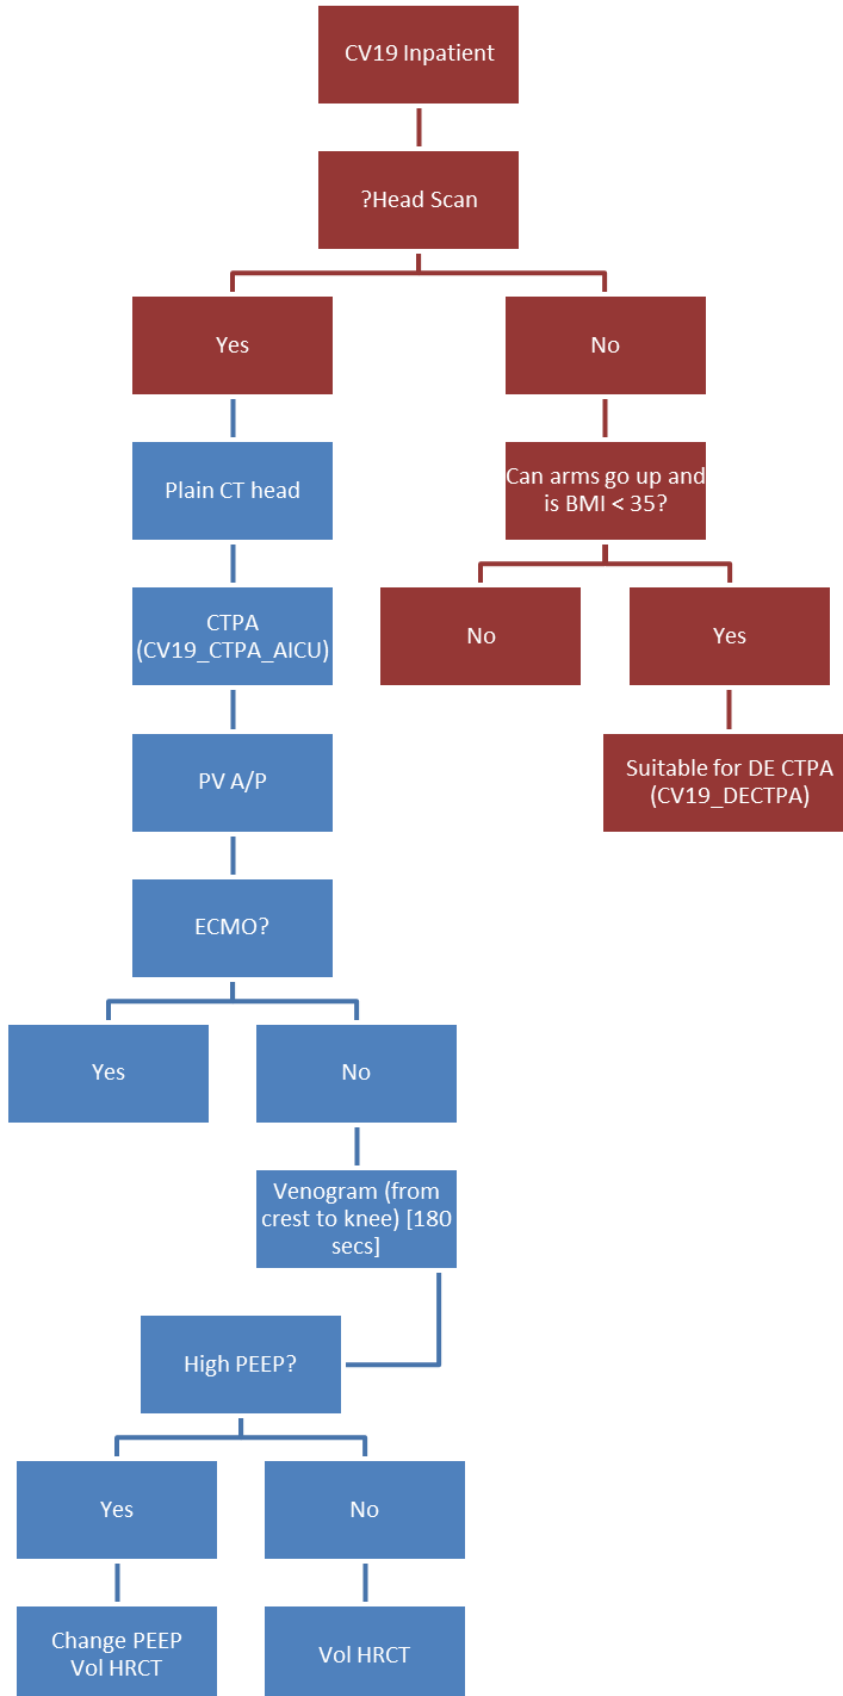 CV19 Inpatient
?Head Scan
Yes
No
Plain CT head
Can arms go up and
is BMI < 35?
CTPA
(CV19_CTPA_AICU)
No
Yes
PV A/P
Suitable for DE CTPA
(CV19_DECTPA)
ECMO?
Yes
No
Venogram (from
crest to knee) [180
secs]
High PEEP?
Yes
No
Change PEEP
Vol HRCT
Vol HRCT